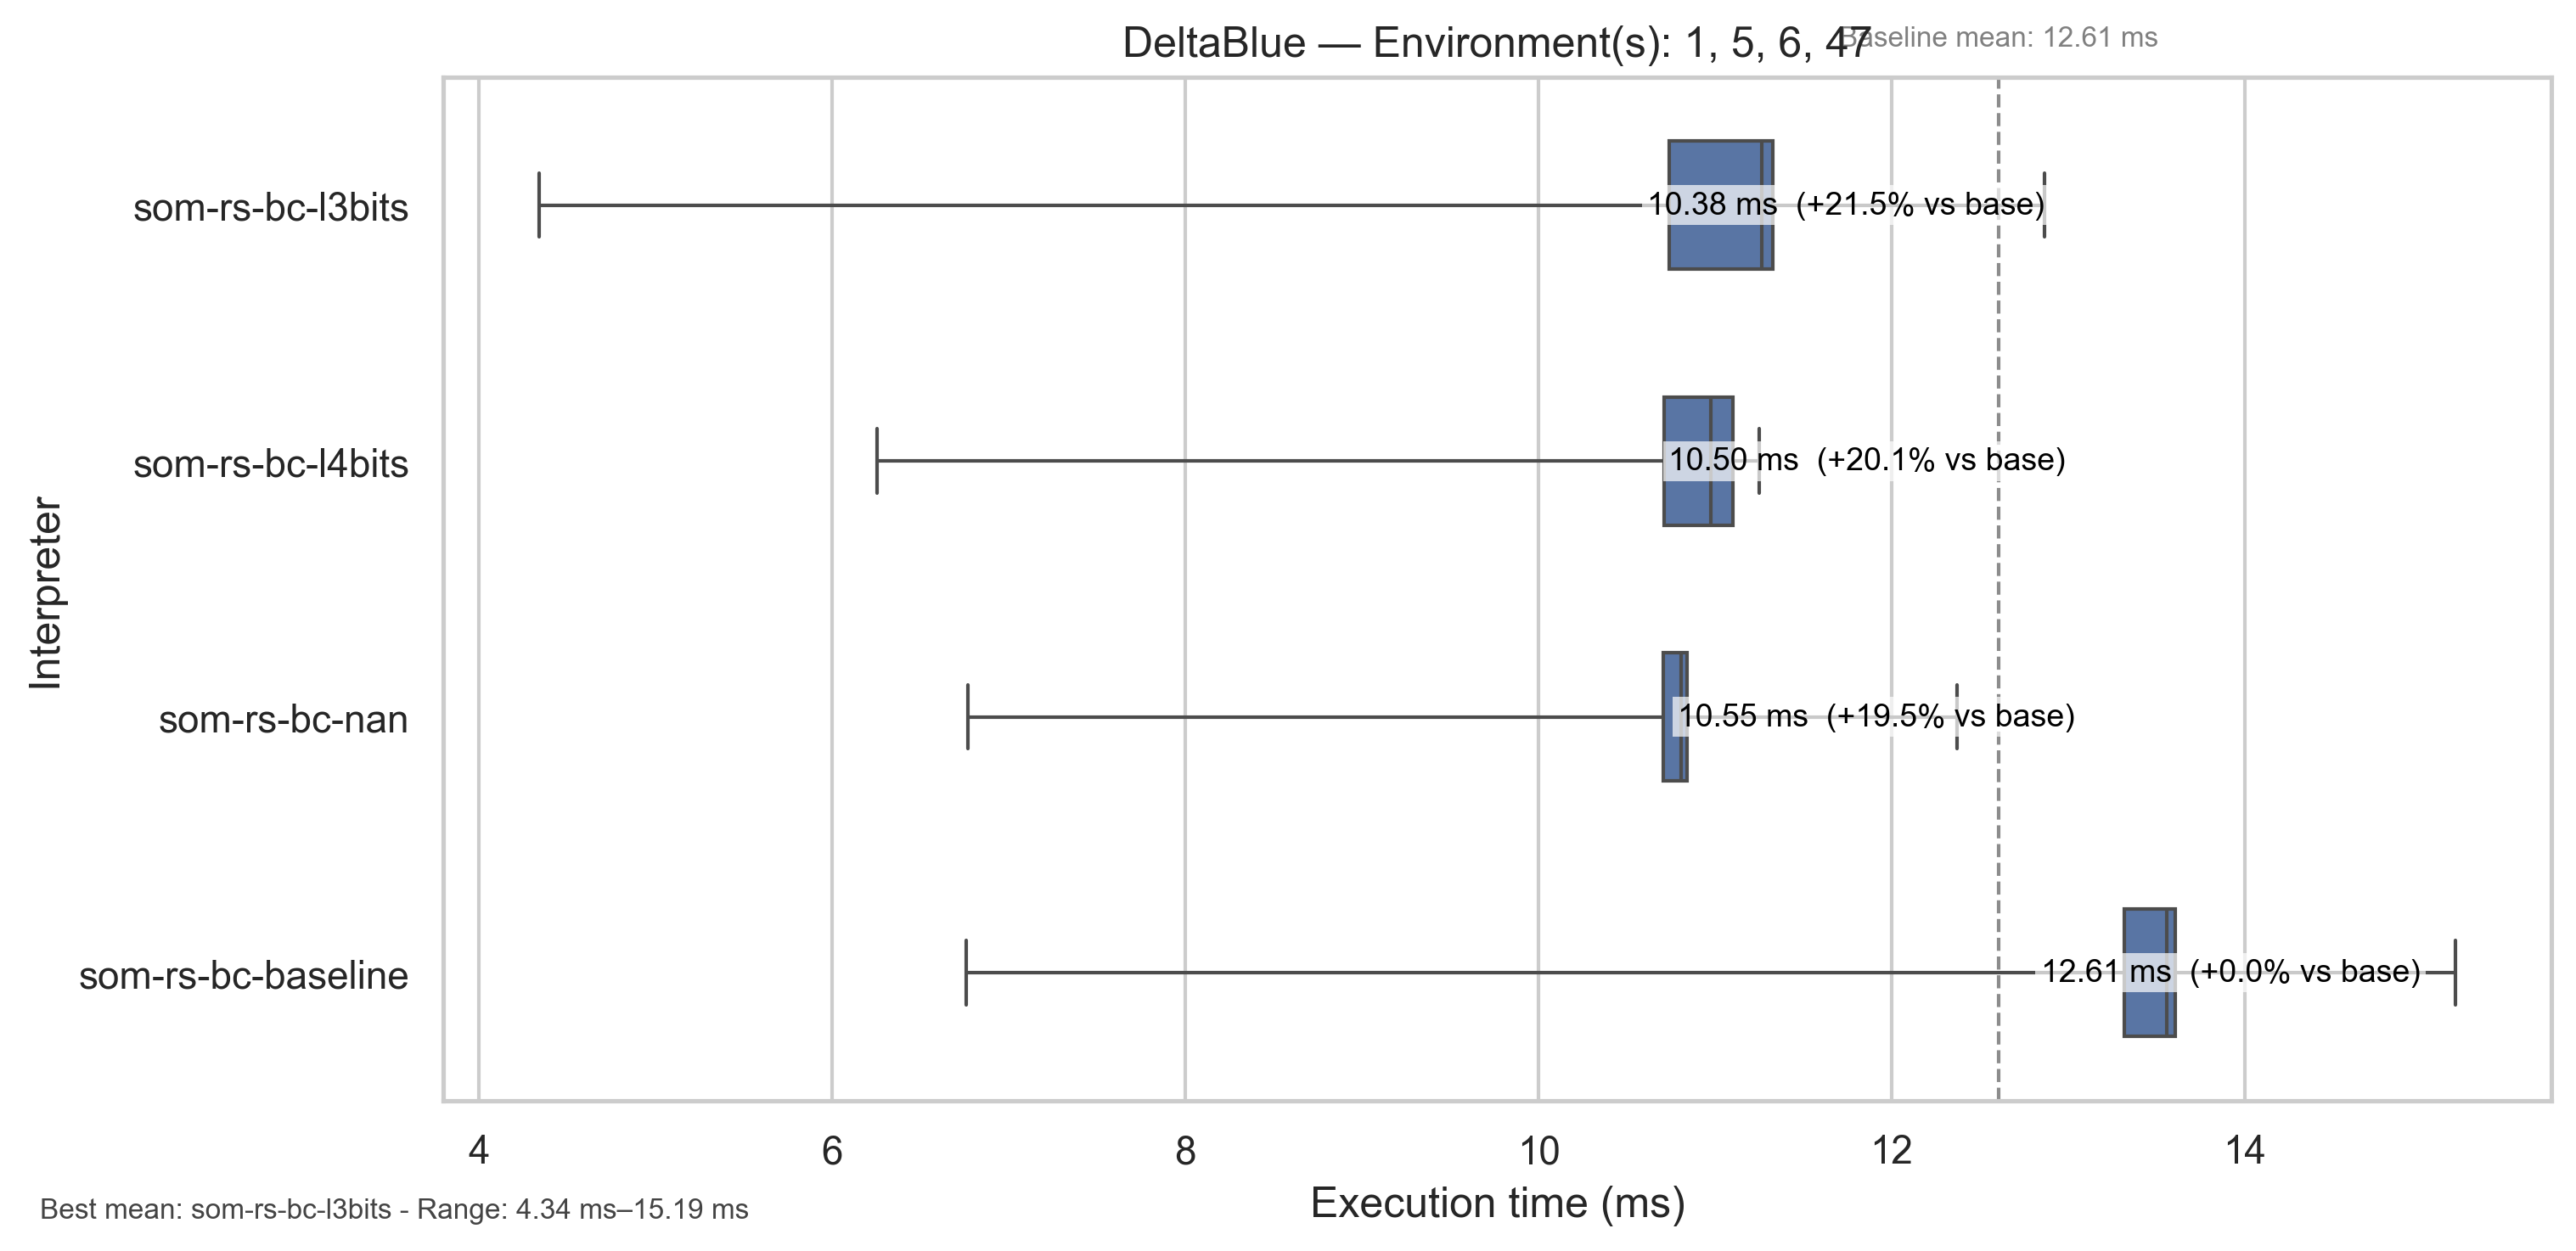 DeltaBlue — Environment(s): 1, 5, 6, 47
Baseline mean: 12.61 ms
Interpreter
som-rs-bc-l3bits
10.38 ms (+21.5% vs base)
som-rs-bc-l4bits
10.50 ms (+20.1% vs base)
som-rs-bc-nan
10.55 ms (+19.5% vs base)
som-rs-bc-baseline
12.61 ms (+0.0% vs base)
4 6 8 10 12 14
Execution time (ms)
Best mean: som-rs-bc-l3bits - Range: 4.34 ms–15.19 ms